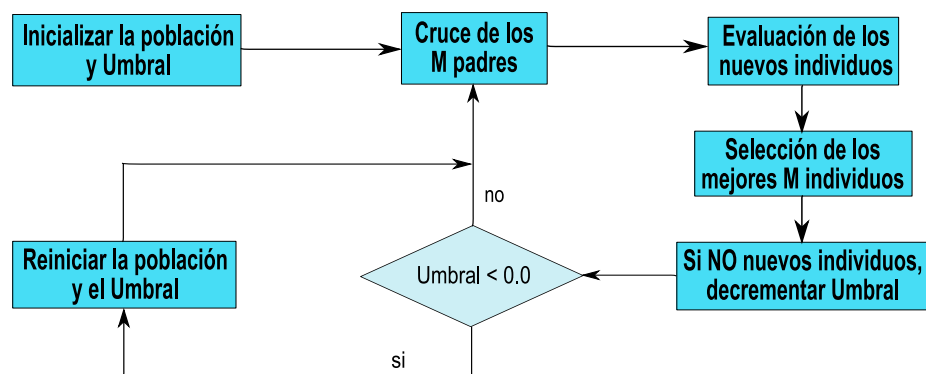 Inicializar la población
y Umbral
Cruce de los
M padres
Evaluación de los
nuevos individuos
Selección de los
mejores M individuos
Si NO nuevos individuos,
decrementar Umbral
Umbral < 0.0
no
si
Reiniciar la población
y el Umbral